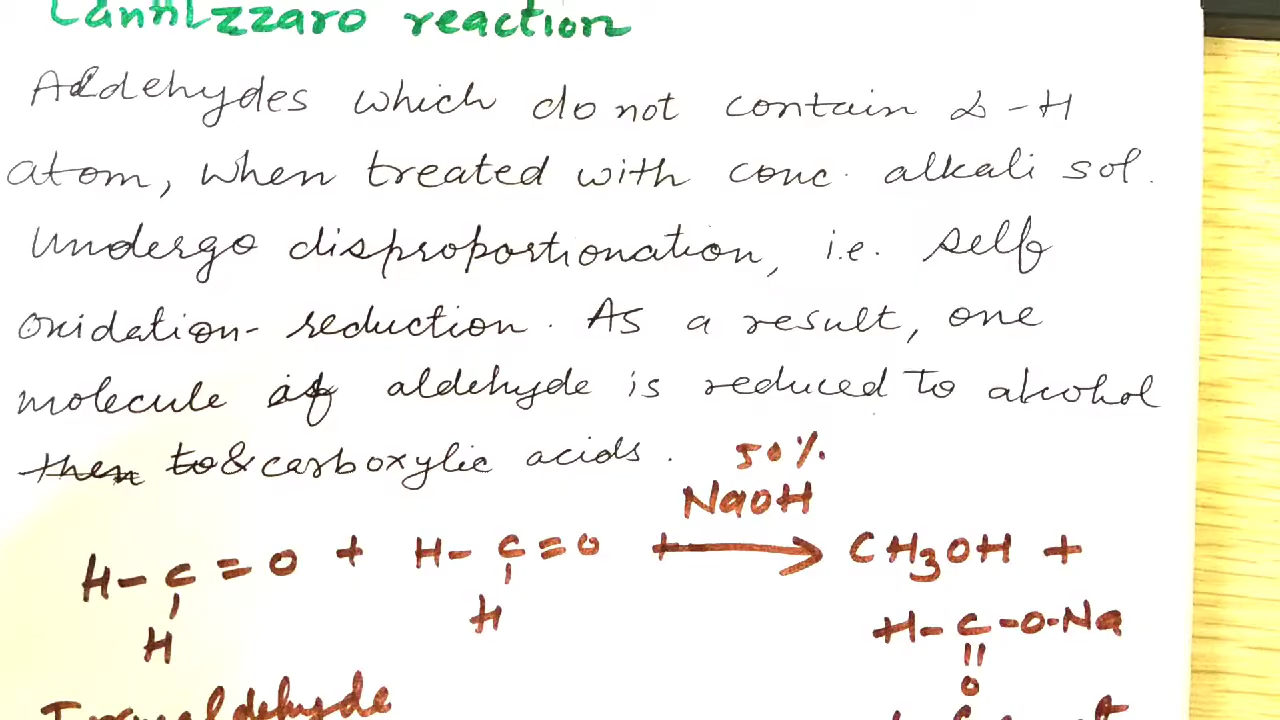 Cannizzaro reaction
Aldehydes which do not contain α-H
atom, when treated with conc. alkali sol.
undergo disproportionation, i.e. self
oxidation-reduction. As a result, one
molecule of aldehyde is reduced to alcohol
then to & carboxylic acids.
50%
NaOH
H-C=O + H-C=O → CH3OH +
H H
H-C-O-Na
||
O
Formaldehyde